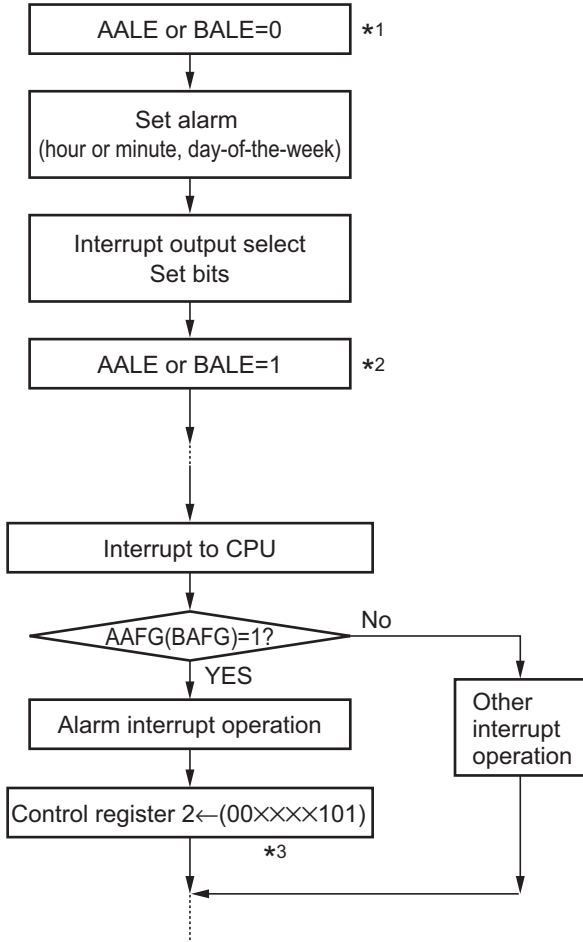 AALE or BALE=0 *1
Set alarm
(hour or minute, day-of-the-week)
Interrupt output select
Set bits
AALE or BALE=1 *2
Interrupt to CPU
AAFG(BAFG)=1?
No
YES
Alarm interrupt operation
Other
interrupt
operation
Control register 2←(00××××101)
*3